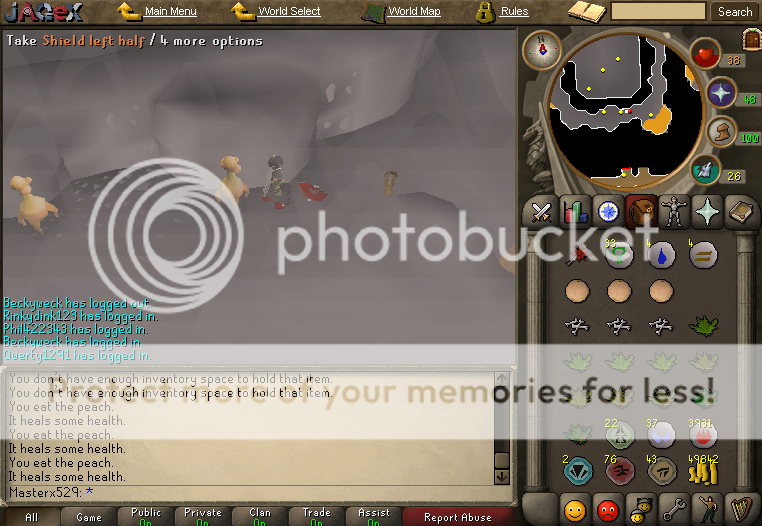 JAGEX Main Menu World Select World Map Rules Search
Take Shield left half / 4 more options
38
48
100
26
33 4 4
Beckyweck has logged out.
Rinkydink123 has logged in.
Phil422343 has logged in.
Beckyweck has logged in.
Qwerty1291 has logged in.
photobucket
Protect more of your memories for less!
You don't have enough inventory space to hold that item.
You don't have enough inventory space to hold that item.
You eat the peach.
It heals some health.
You eat the peach.
It heals some health.
You eat the peach.
It heals some health.
Masterx529: *
22 37 3931
2 76 43 49842
All Game Public On Private On Clan On Trade On Assist On Report Abuse